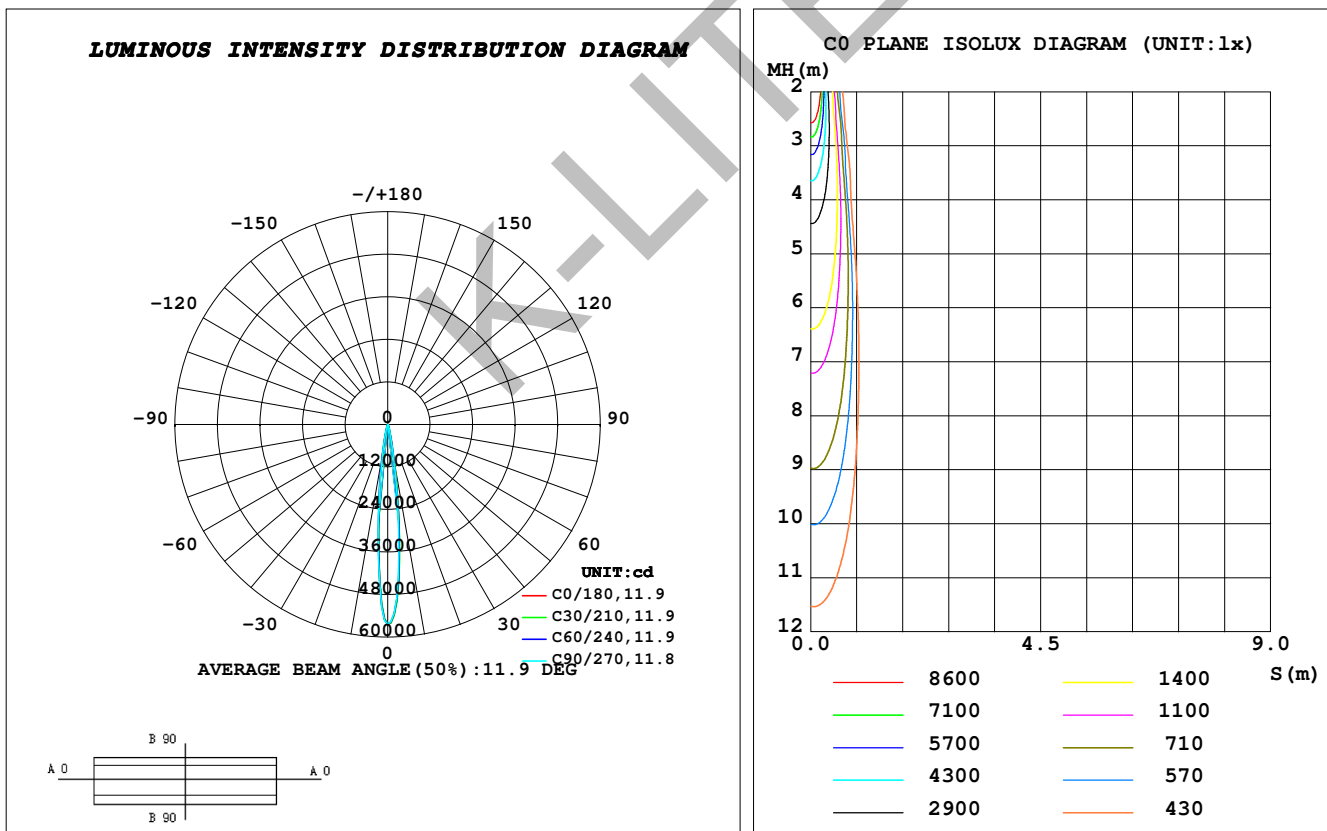 LUMINOUS INTENSITY DISTRIBUTION DIAGRAM
-/+180
-150
150
-120
120
-90
90
-60
60
-30
30
0
12000
24000
36000
48000
60000
0
UNIT:cd
C0/180,11.9
C30/210,11.9
C60/240,11.9
C90/270,11.8
AVERAGE BEAM ANGLE(50%):11.9 DEG
B 90
A 0
A 0
B 90
K-LITE
C0 PLANE ISOLUX DIAGRAM (UNIT:lx)
MH(m)
2
3
4
5
6
7
8
9
10
11
12
0.0
4.5
9.0
S(m)
8600
1400
7100
1100
5700
710
4300
570
2900
430